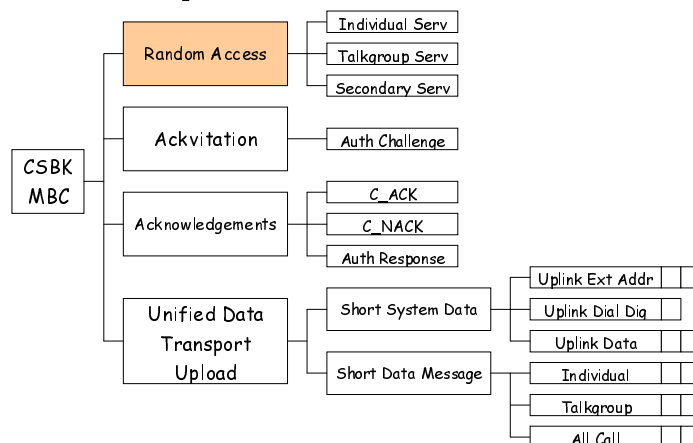 Individual Serv
Random Access
Talkgroup Serv
Secondary Serv
Ackvitation
Auth Challenge
CSBK
MBC
C_ACK
Acknowledgements
C_NACK
Auth Response
Uplink Ext Addr
Unified Data
Transport
Upload
Short System Data
Uplink Dial Dig
Uplink Data
Short Data Message
Individual
Talkgroup
All Call